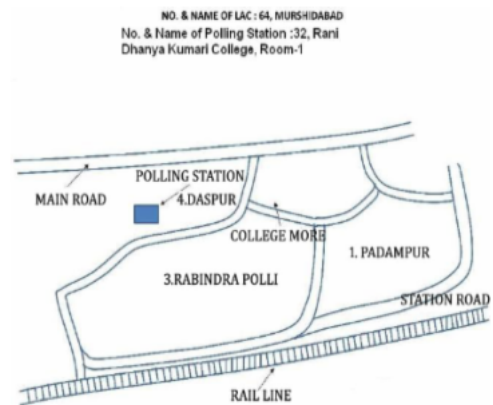 NO. & NAME OF LAC : 64, MURSHIDABAD
No. & Name of Polling Station :32, Rani
Dhanya Kumari College, Room-1
POLLING STATION
MAIN ROAD
4.DASPUR
COLLEGE MORE
1. PADAMPUR
3.RABINDRA POLLI
STATION ROAD
RAIL LINE